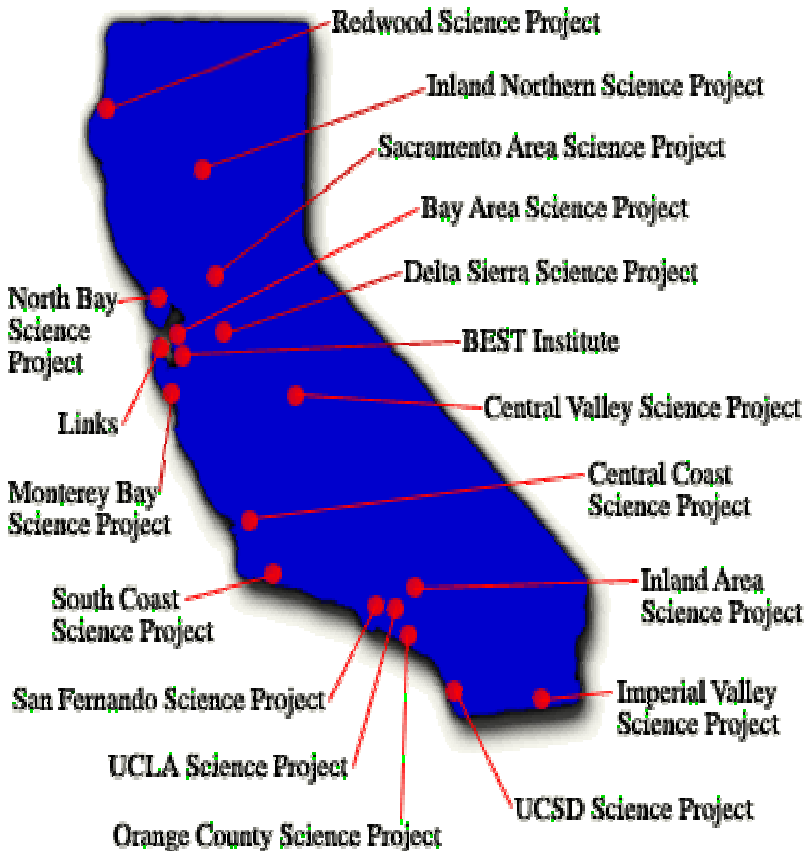 Redwood Science Project
Inland Northern Science Project
Sacramento Area Science Project
Bay Area Science Project
Delta Sierra Science Project
North Bay
Science
Project
BEST Institute
Links
Central Valley Science Project
Central Coast
Science Project
Monterey Bay
Science Project
South Coast
Science Project
Inland Area
Science Project
San Fernando Science Project
Imperial Valley
Science Project
UCLA Science Project
UCSD Science Project
Orange County Science Project